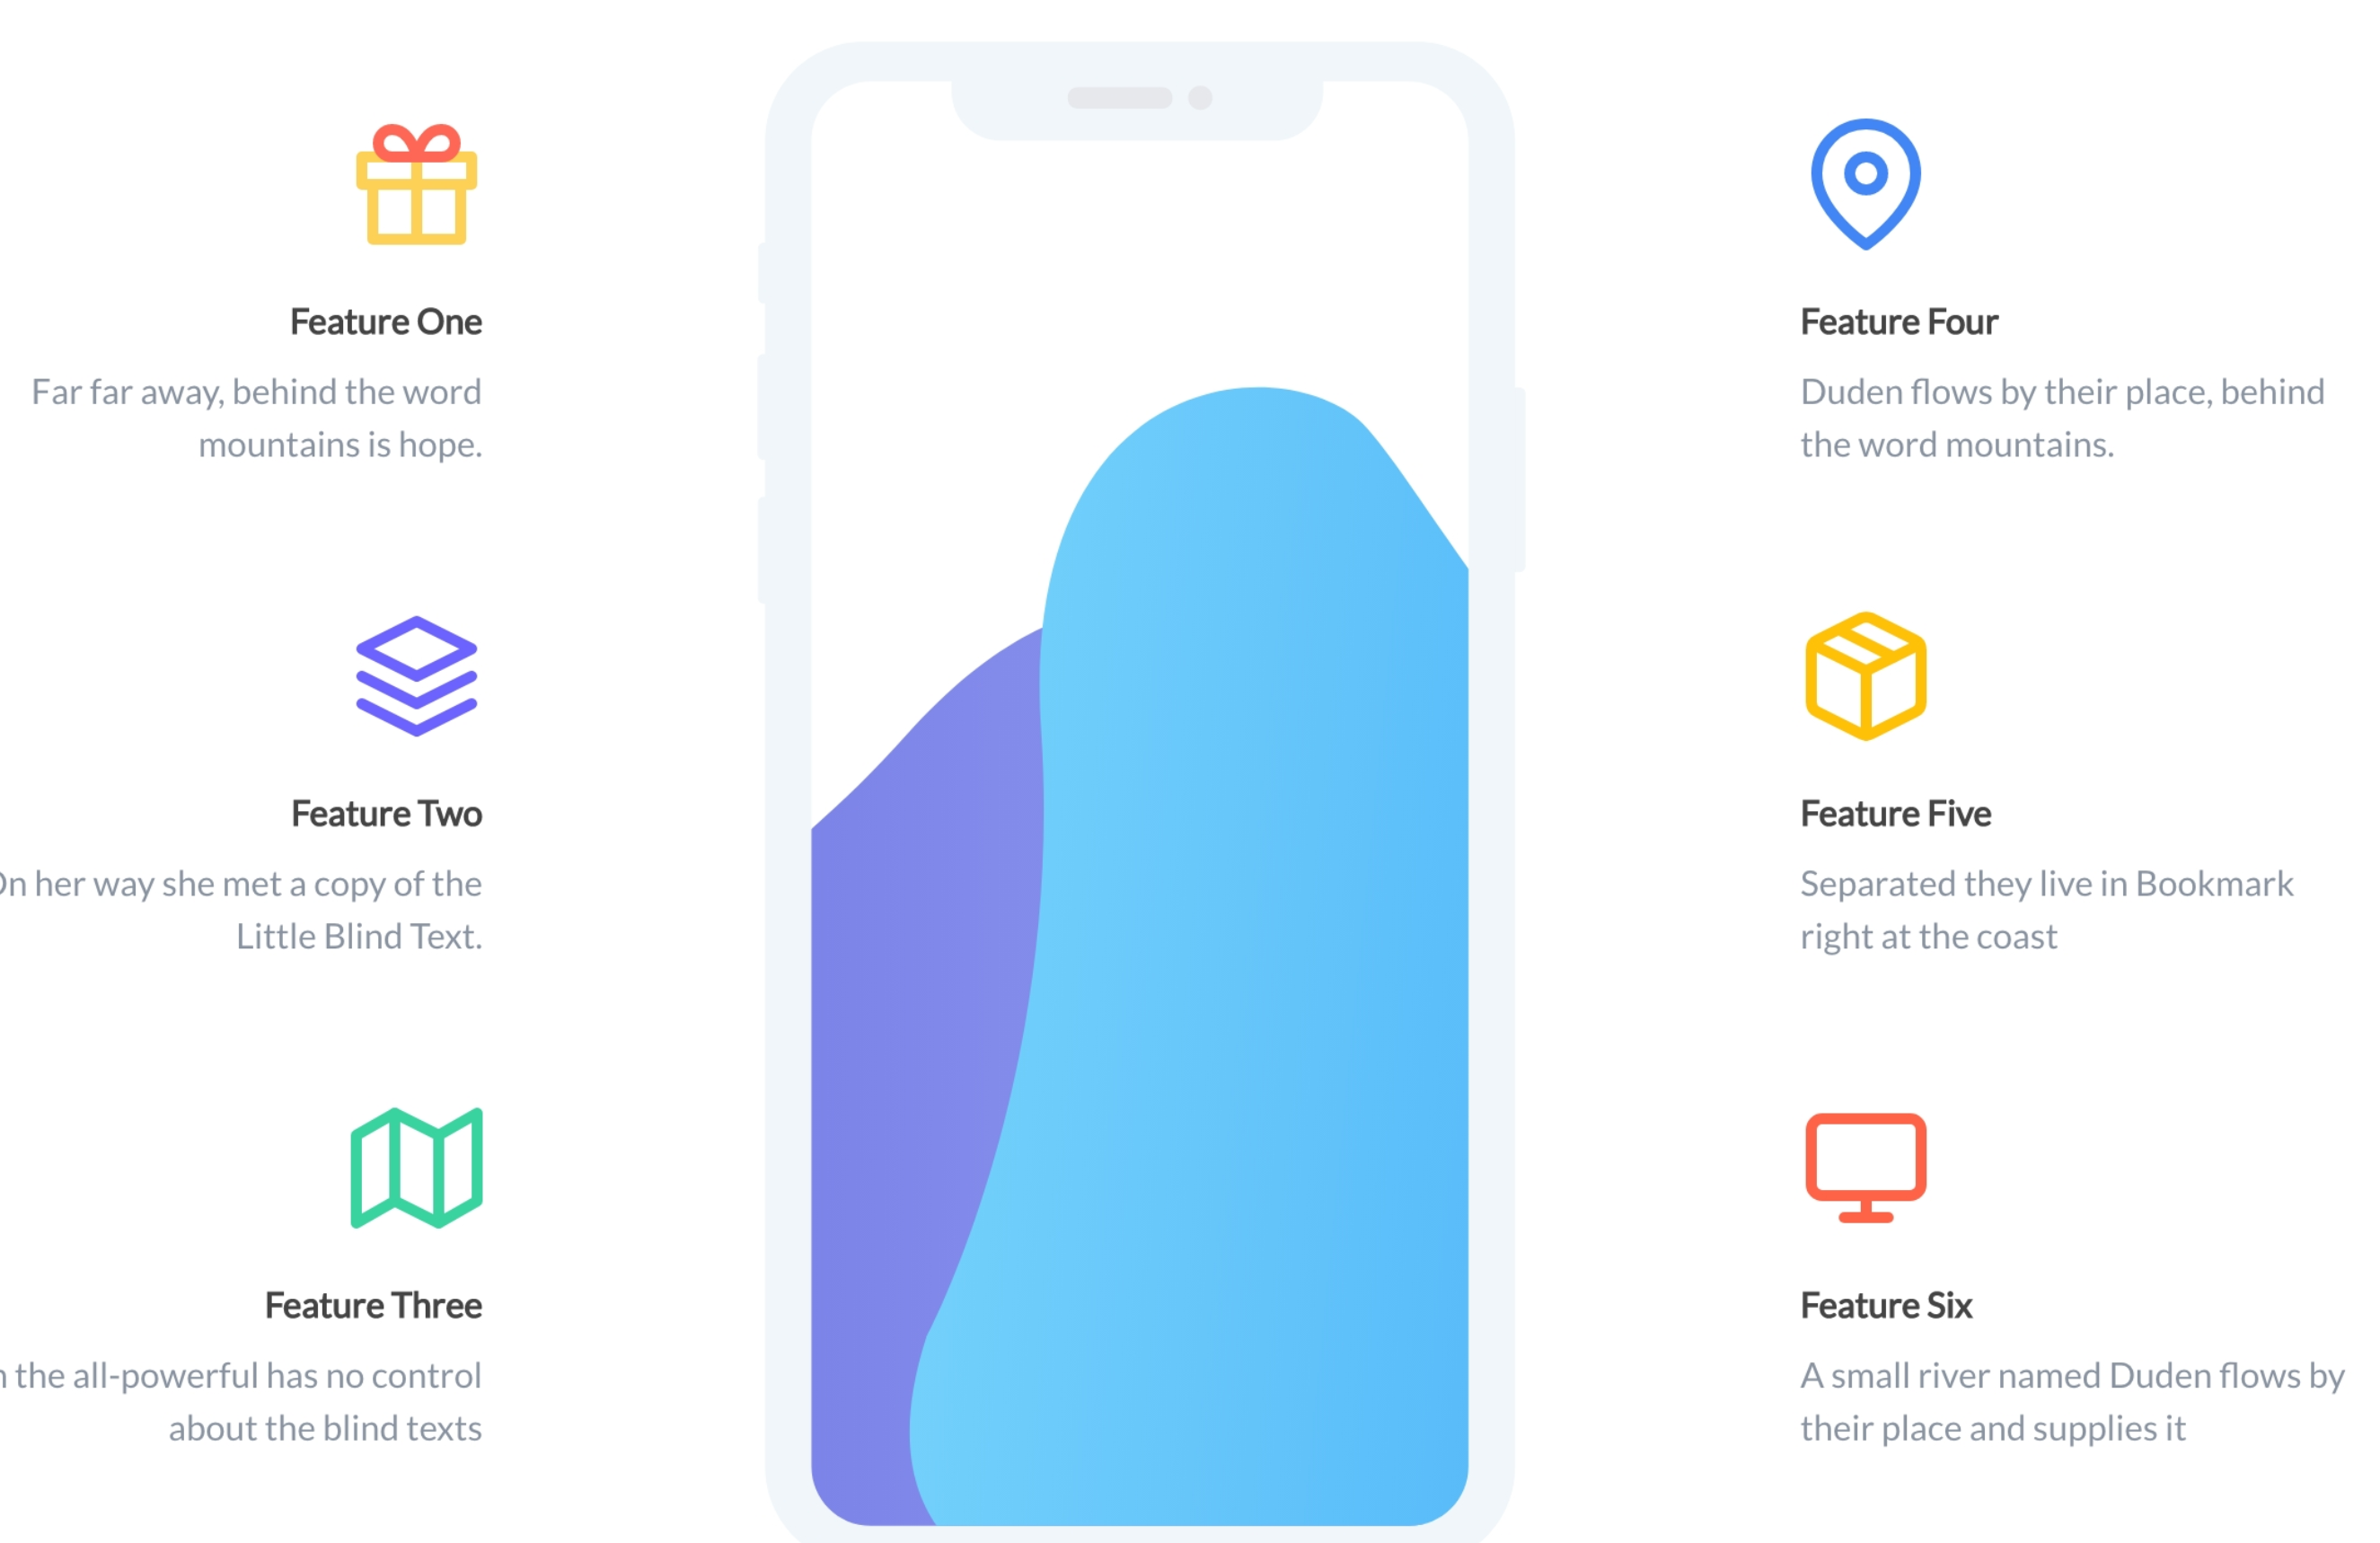 Feature One
Far far away, behind the word
mountains is hope.
Feature Two
On her way she met a copy of the
Little Blind Text.
Feature Three
the all-powerful has no control
about the blind texts
Feature Four
Duden flows by their place, behind
the word mountains.
Feature Five
Separated they live in Bookmark
right at the coast
Feature Six
A small river named Duden flows by
their place and supplies it